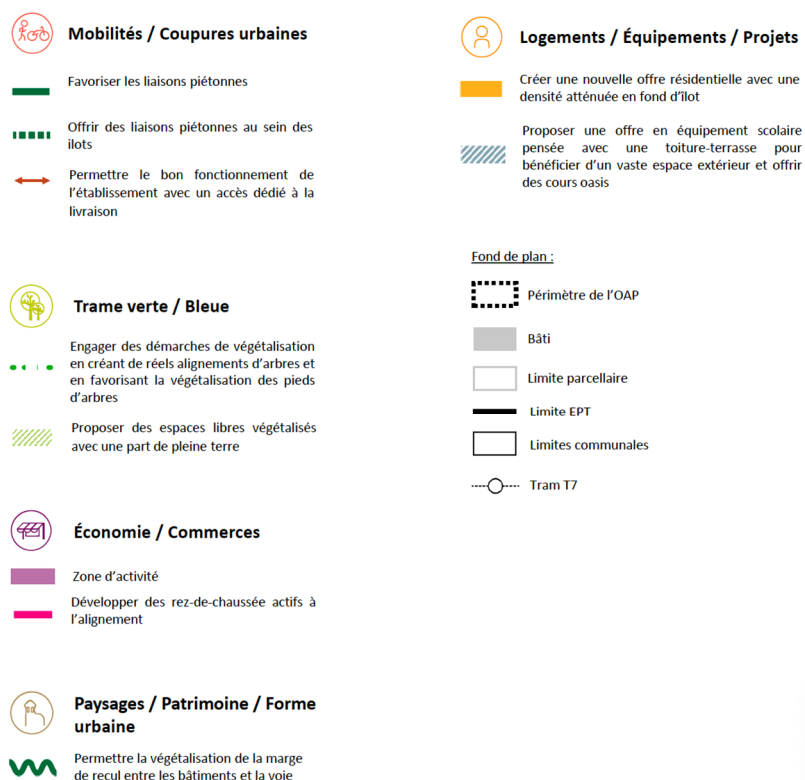 Mobilités / Coupures urbaines
Favoriser les liaisons piétonnes
Offrir des liaisons piétonnes au sein des
ilots
Permettre le bon fonctionnement de
l'établissement avec un accès dédié à la
livraison
Trame verte / Bleue
Engager des démarches de végétalisation
en créant de réels alignements d'arbres et
en favorisant la végétalisation des pieds
d'arbres
Proposer des espaces libres végétalisés
avec une part de pleine terre
Économie / Commerces
Zone d'activité
Développer des rez-de-chaussée actifs à
l'alignement
Paysages / Patrimoine / Forme
urbaine
Permettre la végétalisation de la marge
de recul entre les bâtiments et la voie
Logements / Équipements / Projets
Créer une nouvelle offre résidentielle avec une
densité atténuée en fond d'îlot
Proposer une offre en équipement scolaire
pensée avec une toiture-terrasse pour
bénéficier d'un vaste espace extérieur et offrir
des cours oasis
Fond de plan :
Périmètre de l'OAP
Bâti
Limite parcellaire
Limite EPT
Limites communales
Tram T7